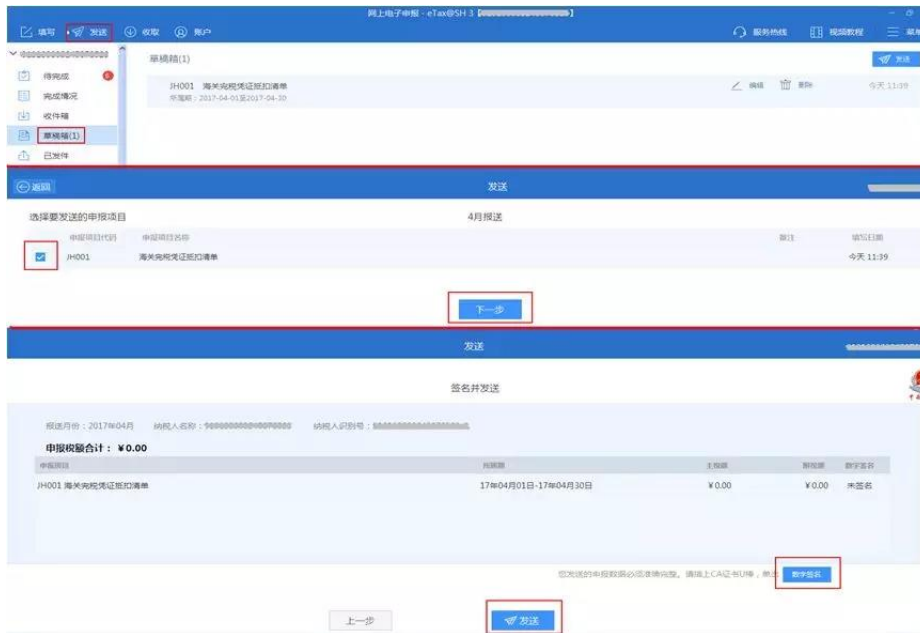 网上电子申报 - eTax@SH 3
填写 发送 收取 账户 服务热线 视频教程 菜单
待完成
完成情况
收件箱
草稿箱(1)
已发件
草稿箱(1)
发送
JH001 海关完税凭证抵扣清单
所属期：2017-04-01至2017-04-30
编辑 删除 今天 11:39
返回 发送
选择要发送的申报项目 4月报送
申报项目代码 申报项目名称 备注 填写日期
JH001 海关完税凭证抵扣清单 今天 11:39
下一步
发送
签名并发送
报送月份：2017年04月 纳税人名称： 纳税人识别号：
申报税额合计：¥0.00
申报项目 所属期 数字签名
JH001 海关完税凭证抵扣清单 17年04月01日-17年04月30日 ¥0.00 ¥0.00 未签名
您发送的申报数据必须准确完整。请插上CA证书U棒，单击 数字签名
上一步 发送